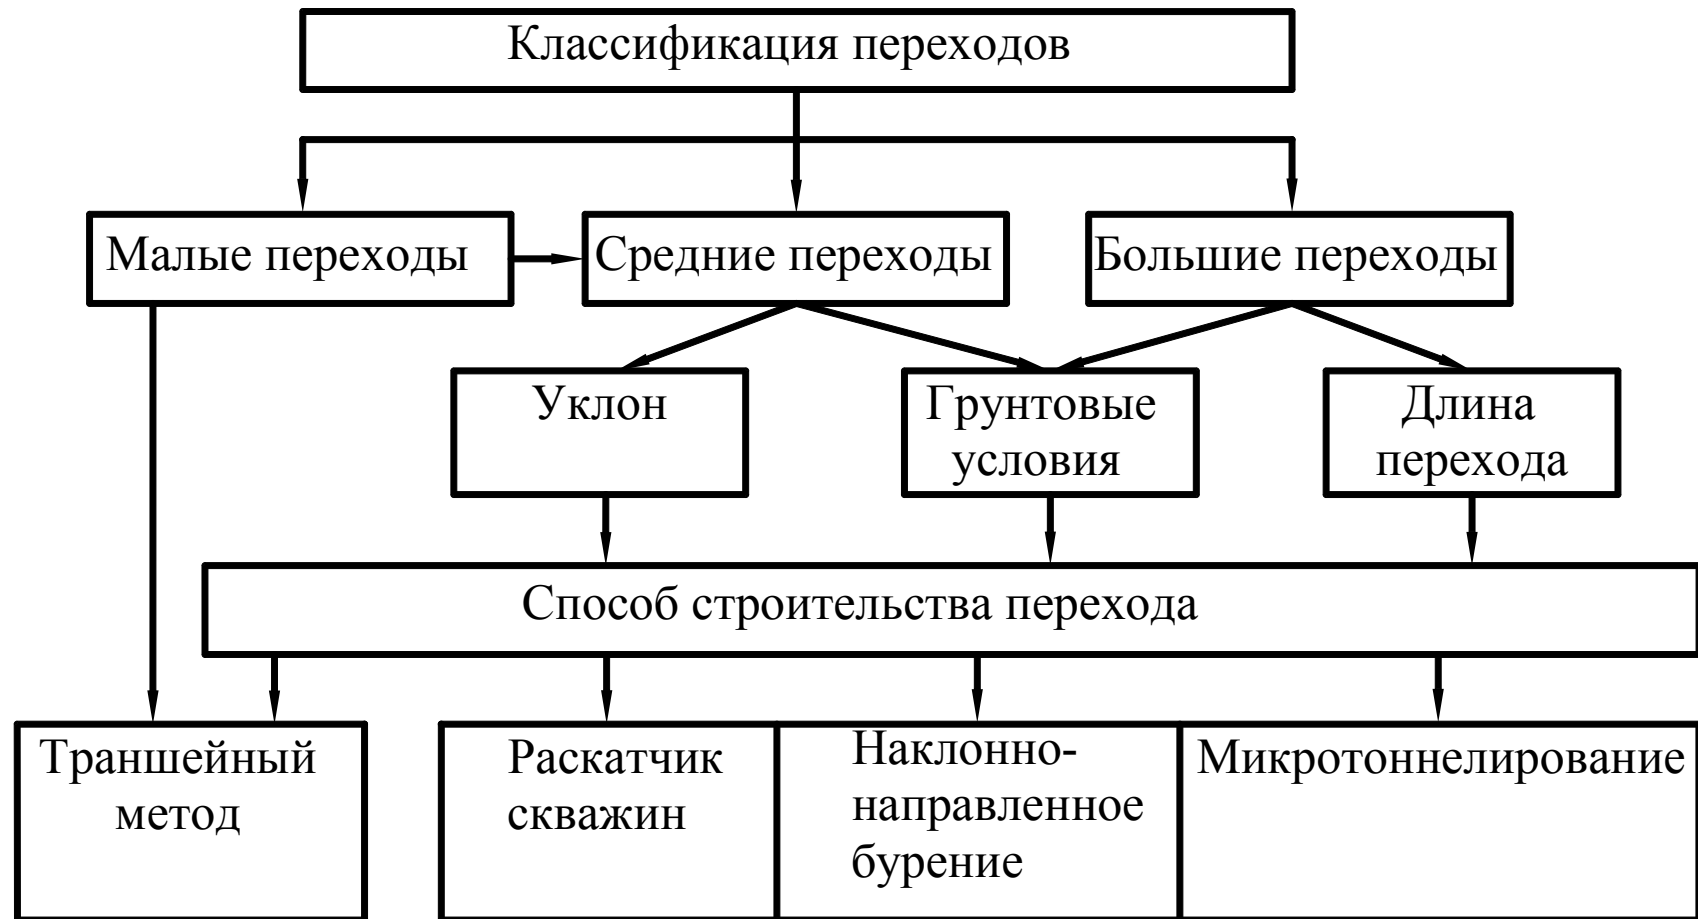 Классификация переходов
Малые переходы
Средние переходы
Большие переходы
Уклон
Грунтовые
условия
Длина
перехода
Способ строительства перехода
Траншейный
метод
Раскатчик
скважин
Наклонно-
направленное
бурение
Микротоннелирование